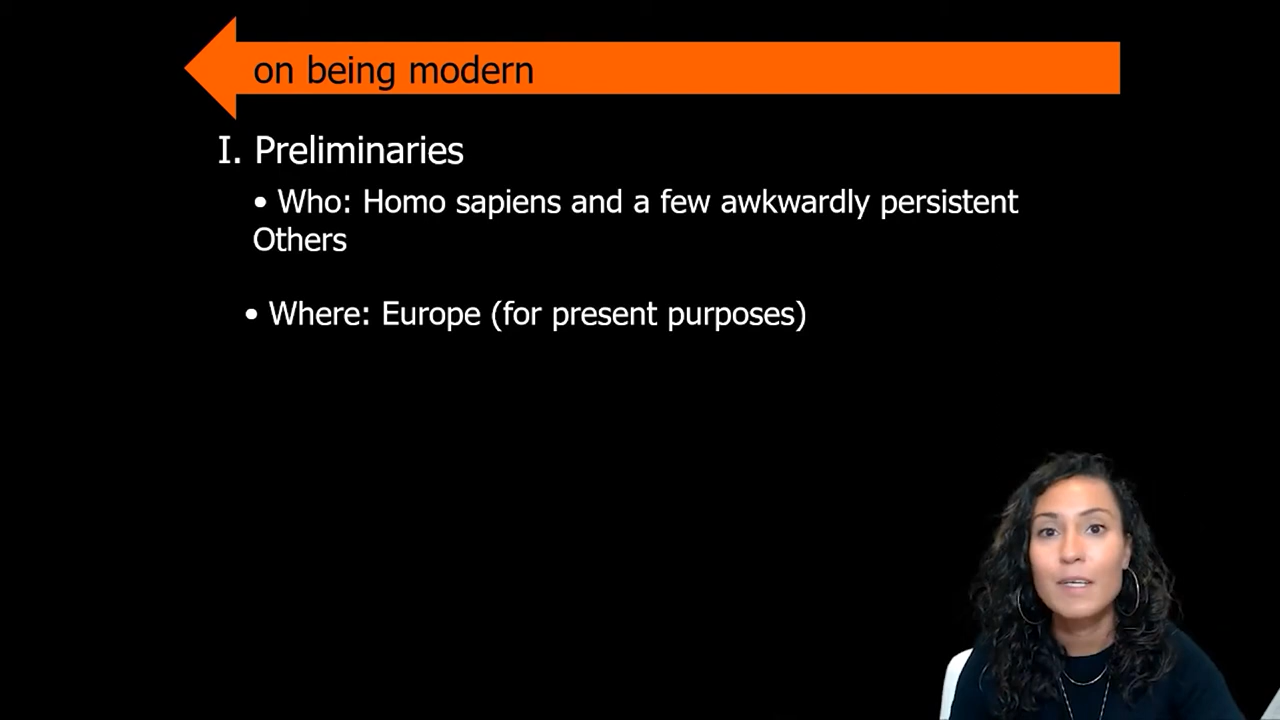 on being modern
I. Preliminaries
• Who: Homo sapiens and a few awkwardly persistent
Others
• Where: Europe (for present purposes)